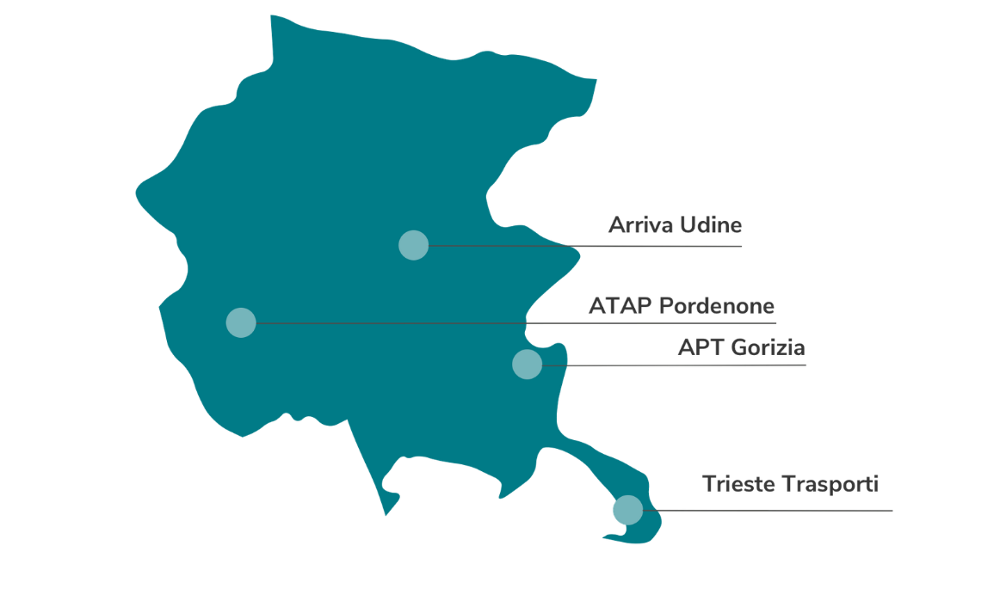 Arriva Udine
ATAP Pordenone
APT Gorizia
Trieste Trasporti